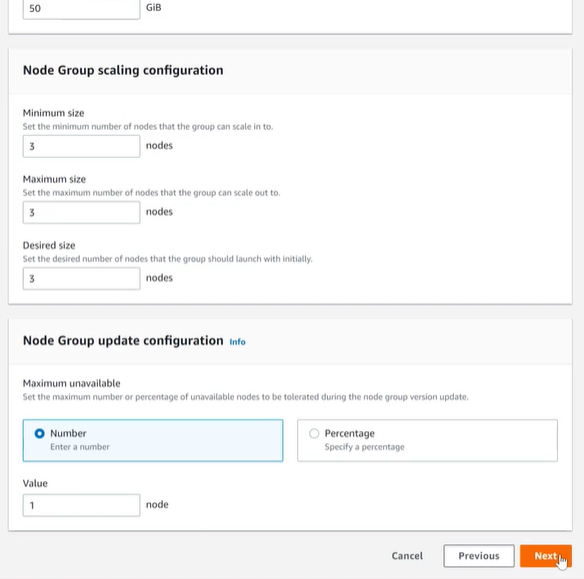 50 GiB
Node Group scaling configuration
Minimum size
Set the minimum number of nodes that the group can scale in to.
3 nodes
Maximum size
Set the maximum number of nodes that the group can scale out to.
3 nodes
Desired size
Set the desired number of nodes that the group should launch with initially.
3 nodes
Node Group update configuration Info
Maximum unavailable
Set the maximum number or percentage of unavailable nodes to be tolerated during the node group version update.
Number
Enter a number
Percentage
Specify a percentage
Value
1 node
Cancel Previous Next